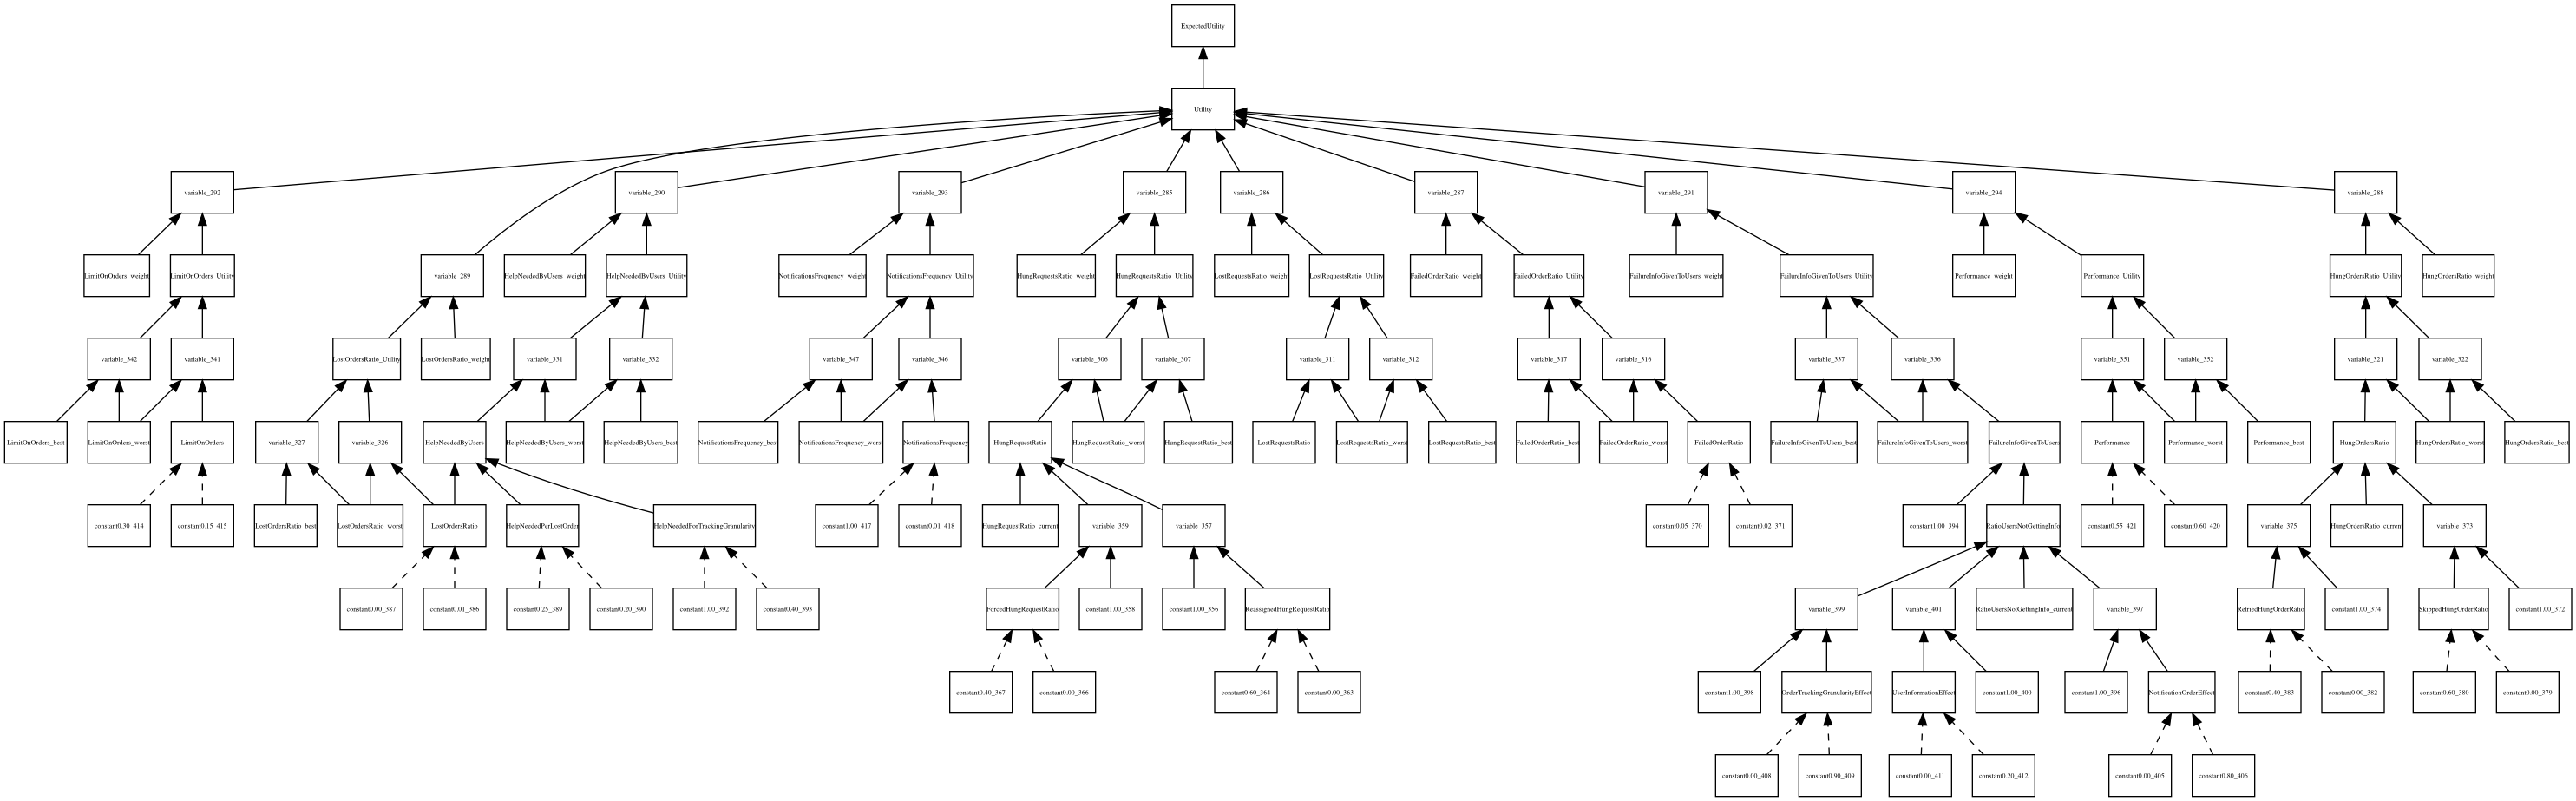 ExpectedUtility
Utility
variable_292
variable_290
variable_293
variable_285
variable_286
variable_287
variable_291
variable_294
variable_288
LimitOnOrders_weight
LimitOnOrders_Utility
variable_289
HelpNeededByUsers_weight
HelpNeededByUsers_Utility
NotificationsFrequency_weight
NotificationsFrequency_Utility
HungRequestsRatio_weight
HungRequestsRatio_Utility
LostRequestsRatio_weight
LostRequestsRatio_Utility
FailedOrderRatio_weight
FailedOrderRatio_Utility
FailureInfoGivenToUsers_weight
FailureInfoGivenToUsers_Utility
Performance_weight
Performance_Utility
HungOrdersRatio_Utility
HungOrdersRatio_weight
variable_342
variable_341
LostOrdersRatio_Utility
LostOrdersRatio_weight
variable_331
variable_332
variable_347
variable_346
variable_306
variable_307
variable_311
variable_312
variable_317
variable_316
variable_337
variable_336
variable_351
variable_352
variable_321
variable_322
LimitOnOrders_best
LimitOnOrders_worst
LimitOnOrders
variable_327
variable_326
HelpNeededByUsers
HelpNeededByUsers_worst
HelpNeededByUsers_best
NotificationsFrequency_best
NotificationsFrequency_worst
NotificationsFrequency
HungRequestRatio
HungRequestRatio_worst
HungRequestRatio_best
LostRequestsRatio
LostRequestsRatio_worst
LostRequestsRatio_best
FailedOrderRatio_best
FailedOrderRatio_worst
FailedOrderRatio
FailureInfoGivenToUsers_best
FailureInfoGivenToUsers_worst
FailureInfoGivenToUsers
Performance
Performance_worst
Performance_best
HungOrdersRatio
HungOrdersRatio_worst
HungOrdersRatio_best
constant0.30_414
constant0.15_415
LostOrdersRatio_best
LostOrdersRatio_worst
LostOrdersRatio
HelpNeededPerLostOrder
HelpNeededForTrackingGranularity
constant1.00_417
constant0.01_418
HungRequestRatio_current
variable_359
variable_357
constant0.05_370
constant0.02_371
constant1.00_394
RatioUsersNotGettingInfo
constant0.55_421
constant0.60_420
variable_375
HungOrdersRatio_current
variable_373
constant0.00_387
constant0.01_386
constant0.25_389
constant0.20_390
constant1.00_392
constant0.40_393
ForcedHungRequestRatio
constant1.00_358
constant1.00_356
ReassignedHungRequestRatio
variable_399
variable_401
RatioUsersNotGettingInfo_current
variable_397
RetriedHungOrderRatio
constant1.00_374
SkippedHungOrderRatio
constant1.00_372
constant0.40_367
constant0.00_366
constant0.60_364
constant0.00_363
constant1.00_398
OrderTrackingGranularityEffect
UserInformationEffect
constant1.00_400
constant1.00_396
NotificationOrderEffect
constant0.40_383
constant0.00_382
constant0.60_380
constant0.00_379
constant0.00_408
constant0.90_409
constant0.00_411
constant0.20_412
constant0.00_405
constant0.80_406